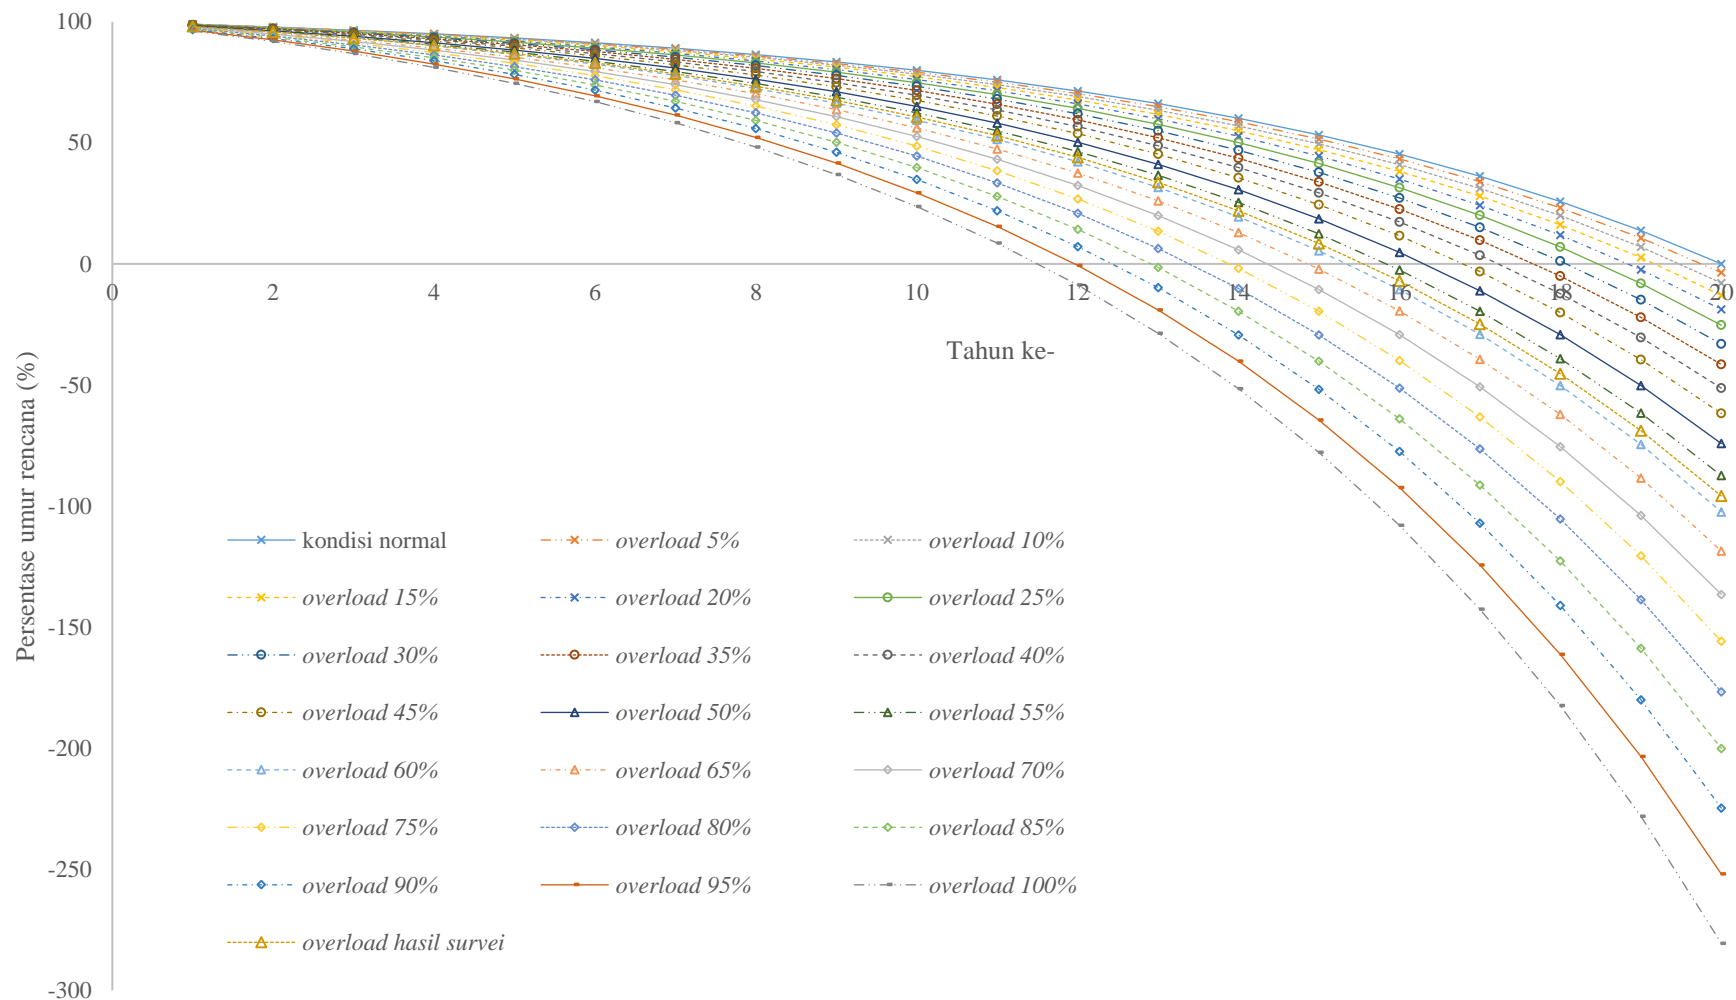 100
50
0
-50
-100
-150
-200
-250
-300
0 2 4 6 8 10 12 14 16 18 20
Persentase umur rencana (%)
Tahun ke-
kondisi normal overload 5% overload 10%
overload 15% overload 20% overload 25%
overload 30% overload 35% overload 40%
overload 45% overload 50% overload 55%
overload 60% overload 65% overload 70%
overload 75% overload 80% overload 85%
overload 90% overload 95% overload 100%
overload hasil survei